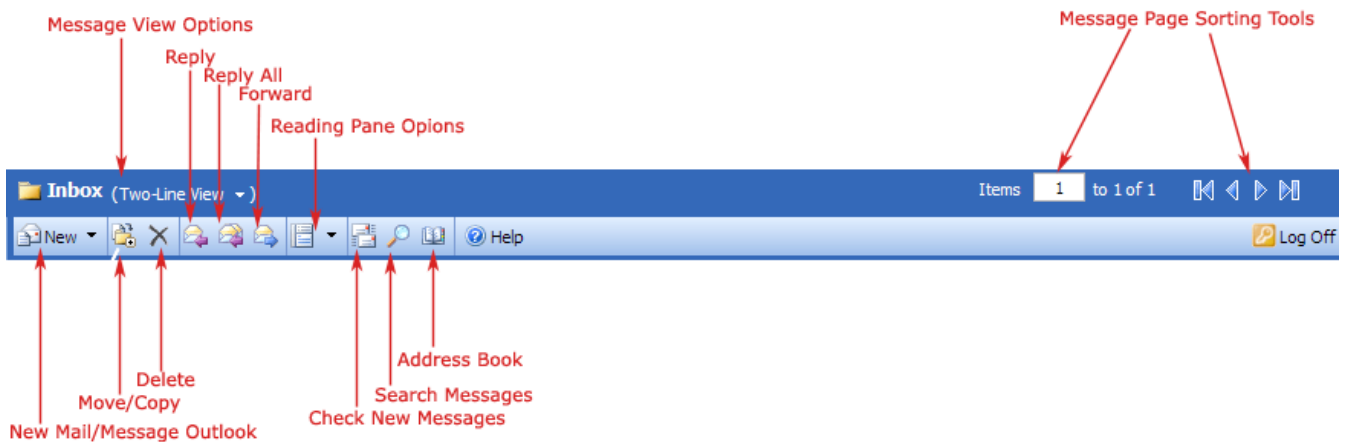 Message View Options
Message Page Sorting Tools
Reply
Reply All
Forward
Reading Pane Opions
Inbox (Two-Line View )
Items 1 to 1 of 1
New
Help
Log Off
Address Book
Delete
Search Messages
Move/Copy
Check New Messages
New Mail/Message Outlook